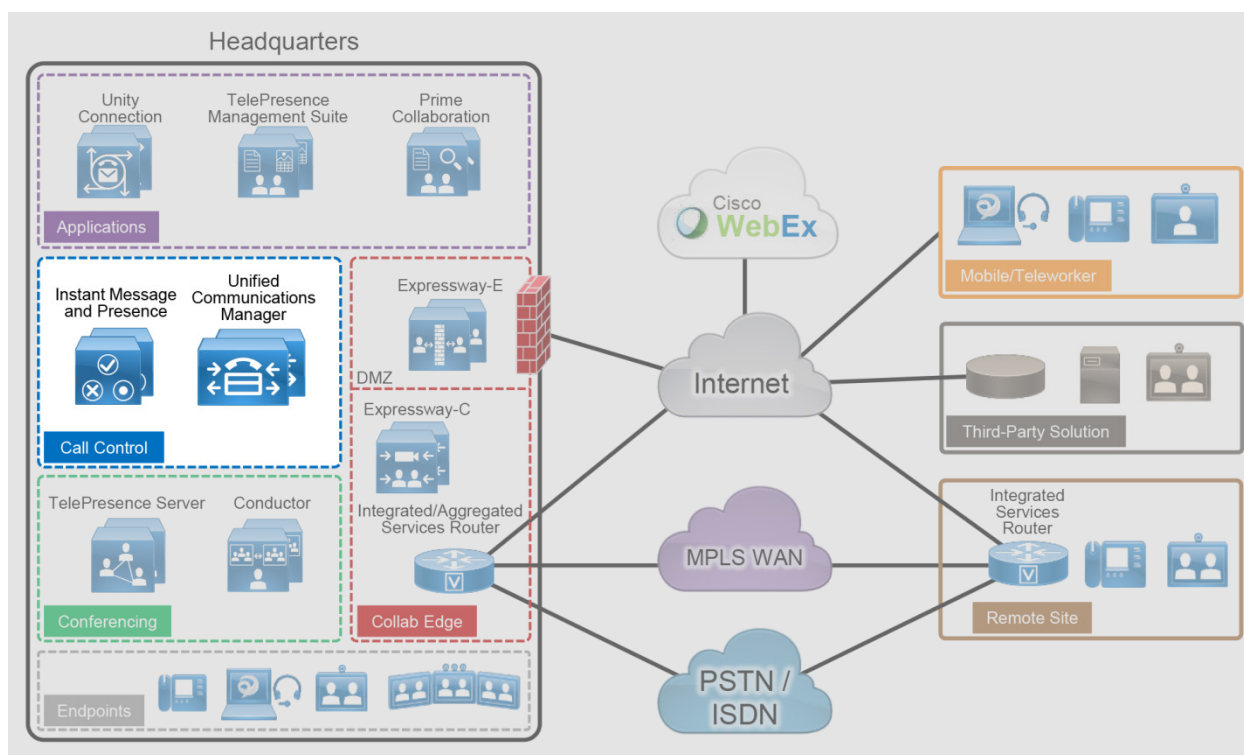 Headquarters
Unity
Connection
TelePresence
Management Suite
Prime
Collaboration
Applications
Instant Message
and Presence
Unified
Communications
Manager
Call Control
Expressway-E
DMZ
Expressway-C
Integrated/Aggregated
Services Router
V
Collab Edge
TelePresence Server
Conductor
Conferencing
Endpoints
Cisco
WebEx
Internet
MPLS WAN
PSTN /
ISDN
Mobile/Teleworker
Third-Party Solution
Integrated
Services
Router
V
Remote Site